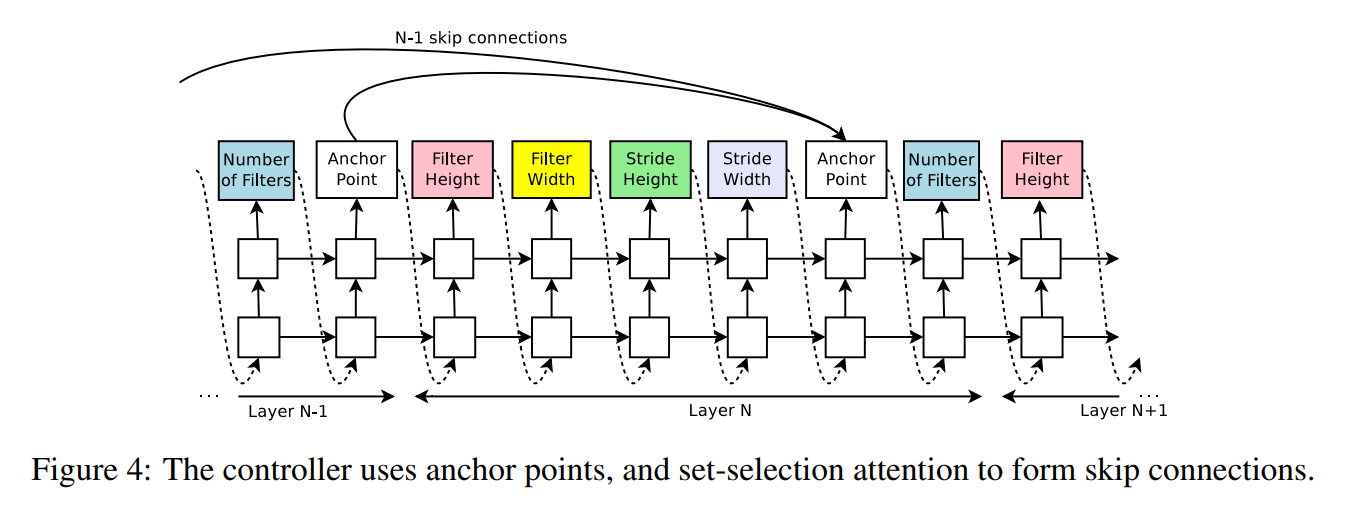 N-1 skip connections
Number
of Filters
Anchor
Point
Filter
Height
Filter
Width
Stride
Height
Stride
Width
Anchor
Point
Number
of Filters
Filter
Height
...
Layer N-1
Layer N
...
Layer N+1
Figure 4: The controller uses anchor points, and set-selection attention to form skip connections.